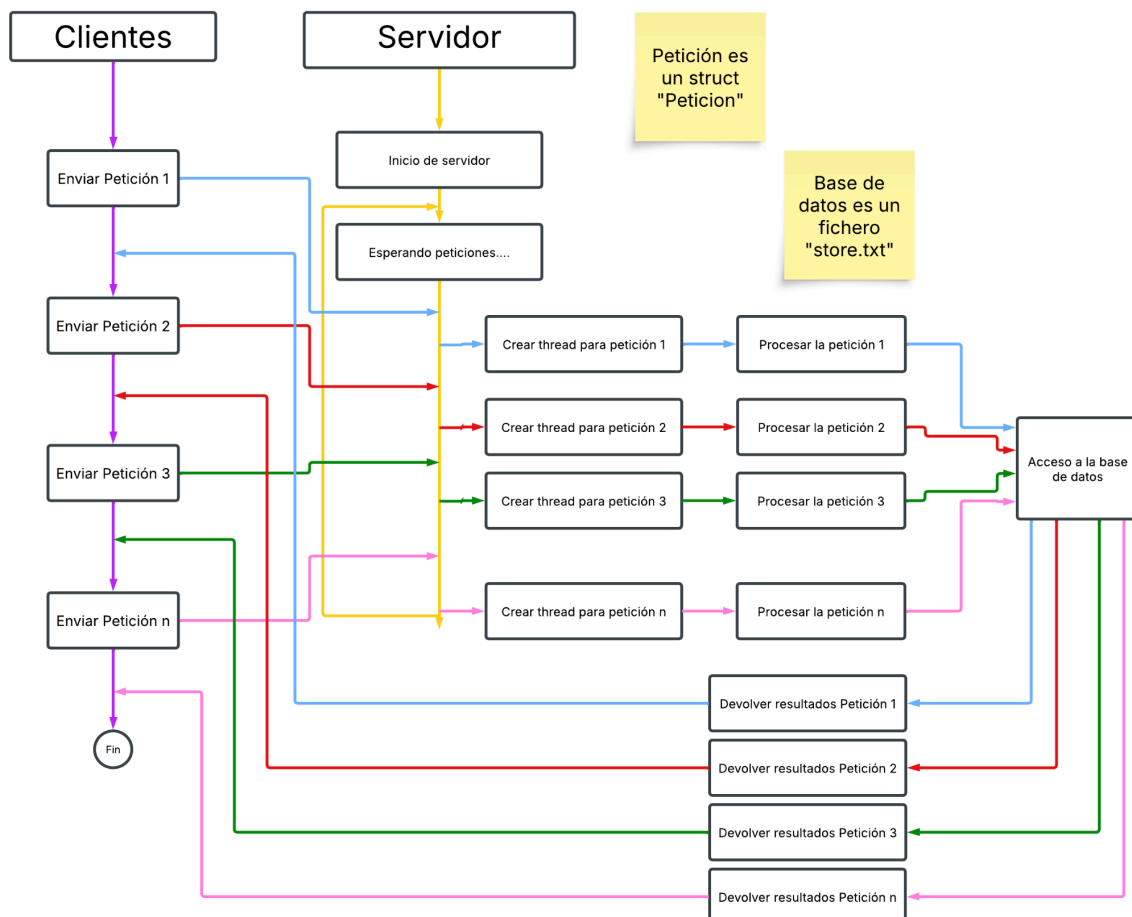 Clientes
Servidor
Petición es
un struct
"Peticion"
Inicio de servidor
Enviar Petición 1
Base de
datos es un
fichero
"store.txt"
Esperando peticiones....
Enviar Petición 2
Crear thread para petición 1
Procesar la petición 1
Crear thread para petición 2
Procesar la petición 2
Enviar Petición 3
Acceso a la base
de datos
Crear thread para petición 3
Procesar la petición 3
Enviar Petición n
Crear thread para petición n
Procesar la petición n
Devolver resultados Petición 1
Fin
Devolver resultados Petición 2
Devolver resultados Petición 3
Devolver resultados Petición n